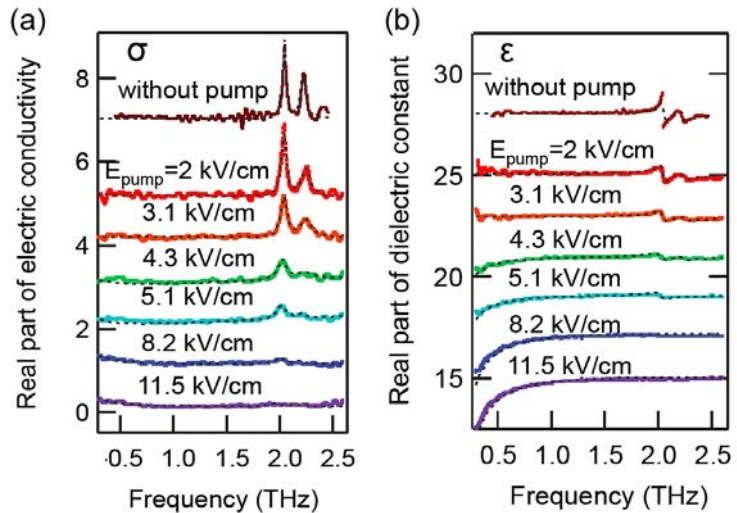 (a)
σ
Real part of electric conductivity
8
6
4
2
0
without pump
E_pump=2 kV/cm
3.1 kV/cm
4.3 kV/cm
5.1 kV/cm
8.2 kV/cm
11.5 kV/cm
0.5 1.0 1.5 2.0 2.5
Frequency (THz)
(b)
ε
Real part of dielectric constant
30
25
20
15
without pump
E_pump=2 kV/cm
3.1 kV/cm
4.3 kV/cm
5.1 kV/cm
8.2 kV/cm
11.5 kV/cm
0.5 1.0 1.5 2.0 2.5
Frequency (THz)